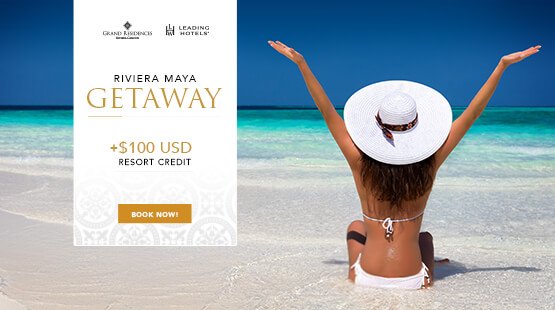 GRAND RESIDENCES
LEADING
HOTELS
RIVIERA MAYA
GETAWAY
+$100 USD
RESORT CREDIT
BOOK NOW!